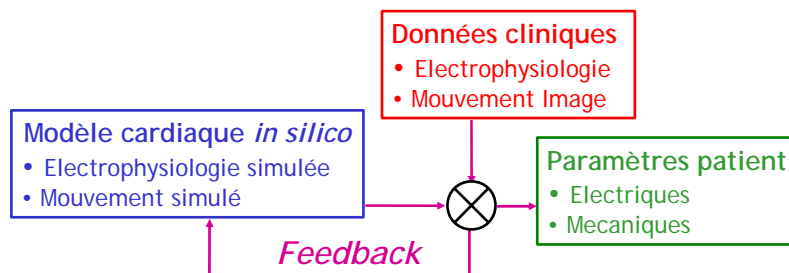 Données cliniques
• Electrophysiologie
• Mouvement Image
Modèle cardiaque in silico
• Electrophysiologie simulée
• Mouvement simulé
Paramètres patient
• Electriques
• Mecaniques
Feedback